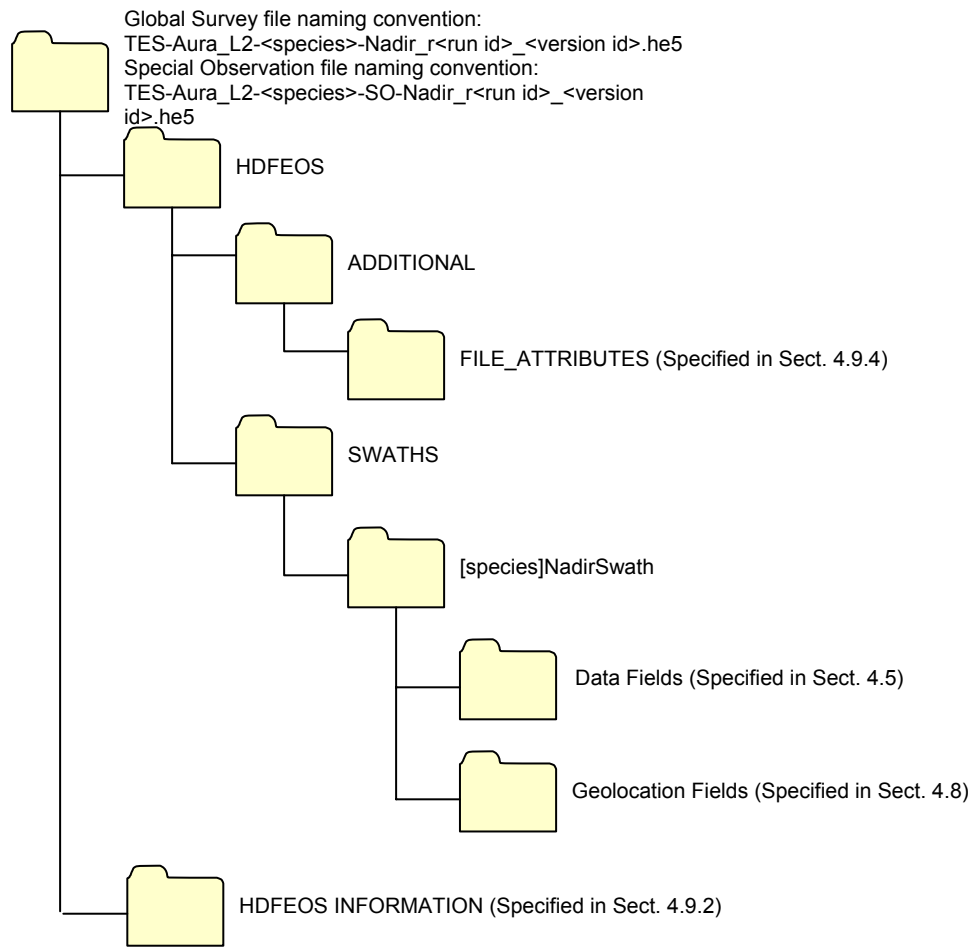 Global Survey file naming convention:
TES-Aura_L2-<species>-Nadir_r<run id>_<version id>.he5
Special Observation file naming convention:
TES-Aura_L2-<species>-SO-Nadir_r<run id>_<version
id>.he5
HDFEOS
ADDITIONAL
FILE_ATTRIBUTES (Specified in Sect. 4.9.4)
SWATHS
[species]NadirSwath
Data Fields (Specified in Sect. 4.5)
Geolocation Fields (Specified in Sect. 4.8)
HDFEOS INFORMATION (Specified in Sect. 4.9.2)